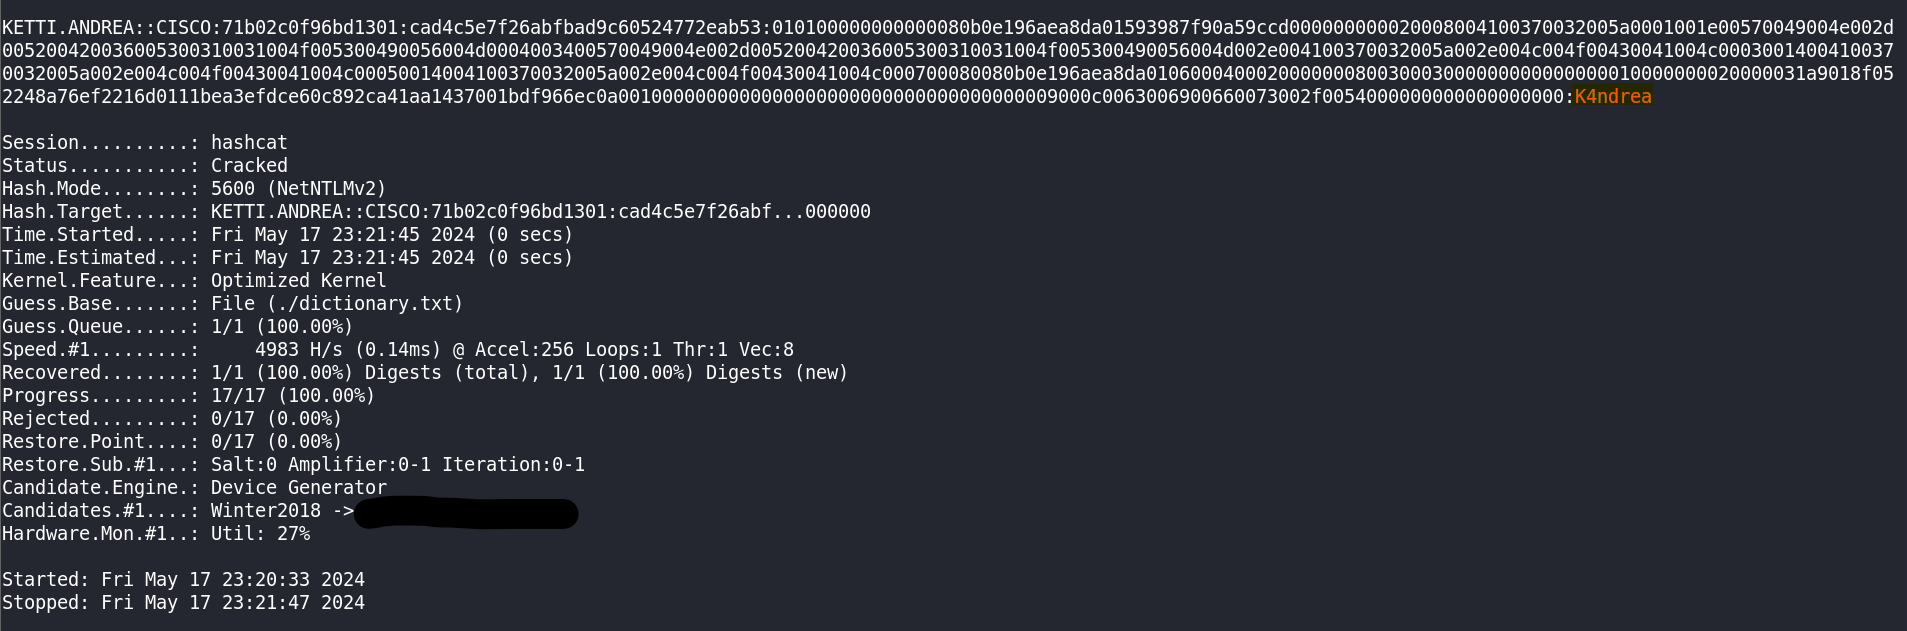 KETTI.ANDREA::CISCO:71b02c0f96bd1301:cad4c5e7f26abfbad9c60524772eab53:010100000000000080b0e196aea8da01593987f90a59ccd000000000020008004100370032005a0001001e00570049004e002d
005200420036005300310031004f005300490056004d0004003400570049004e002d005200420036005300310031004f005300490056004d002e004100370032005a002e004c004f00430041004c0003001400410037
0032005a002e004c004f00430041004c00050014004100370032005a002e004c004f00430041004c000700080080b0e196aea8da010600040002000000080030003000000000000000010000000020000031a9018f05
2248a76ef2216d0111bea3efdce60c892ca41aa1437001bdf966ec0a0010000000000000000000000000000000000009000c0063006900660073002f00540000000000000000000:K4ndrea
Session..........: hashcat
Status...........: Cracked
Hash.Mode........: 5600 (NetNTLMv2)
Hash.Target......: KETTI.ANDREA::CISCO:71b02c0f96bd1301:cad4c5e7f26abf...000000
Time.Started.....: Fri May 17 23:21:45 2024 (0 secs)
Time.Estimated...: Fri May 17 23:21:45 2024 (0 secs)
Kernel.Feature...: Optimized Kernel
Guess.Base.......: File (./dictionary.txt)
Guess.Queue......: 1/1 (100.00%)
Speed.#1.........:     4983 H/s (0.14ms) @ Accel:256 Loops:1 Thr:1 Vec:8
Recovered........: 1/1 (100.00%) Digests (total), 1/1 (100.00%) Digests (new)
Progress.........: 17/17 (100.00%)
Rejected.........: 0/17 (0.00%)
Restore.Point....: 0/17 (0.00%)
Restore.Sub.#1...: Salt:0 Amplifier:0-1 Iteration:0-1
Candidate.Engine.: Device Generator
Candidates.#1....: Winter2018 ->
Hardware.Mon.#1..: Util: 27%
Started: Fri May 17 23:20:33 2024
Stopped: Fri May 17 23:21:47 2024